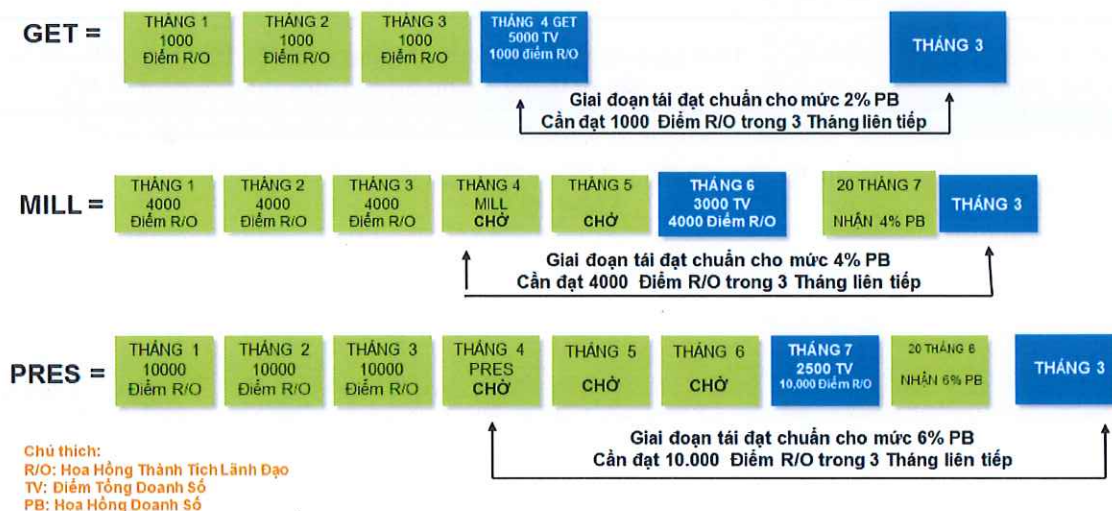 GET =
THÁNG 1
1000
Điểm R/O
THÁNG 2
1000
Điểm R/O
THÁNG 3
1000
Điểm R/O
THÁNG 4 GET
5000 TV
1000 điểm R/O
THÁNG 3
Giai đoạn tái đạt chuẩn cho mức 2% PB
Cần đạt 1000 Điểm R/O trong 3 Tháng liên tiếp
MILL =
THÁNG 1
4000
Điểm R/O
THÁNG 2
4000
Điểm R/O
THÁNG 3
4000
Điểm R/O
THÁNG 4
MILL
CHỜ
THÁNG 5
CHỜ
THÁNG 6
3000 TV
4000 Điểm R/O
20 THÁNG 7
NHẬN 4% PB
THÁNG 3
Giai đoạn tái đạt chuẩn cho mức 4% PB
Cần đạt 4000 Điểm R/O trong 3 Tháng liên tiếp
PRES =
THÁNG 1
10000
Điểm R/O
THÁNG 2
10000
Điểm R/O
THÁNG 3
10000
Điểm R/O
THÁNG 4
PRES
CHỜ
THÁNG 5
CHỜ
THÁNG 6
CHỜ
THÁNG 7
2500 TV
10.000 Điểm R/O
20 THÁNG 6
NHẬN 6% PB
THÁNG 3
Giai đoạn tái đạt chuẩn cho mức 6% PB
Cần đạt 10.000 Điểm R/O trong 3 Tháng liên tiếp
Chú thích:
R/O: Hoa Hồng Thành Tích Lãnh Đạo
TV: Điểm Tổng Doanh Số
PB: Hoa Hồng Doanh Số